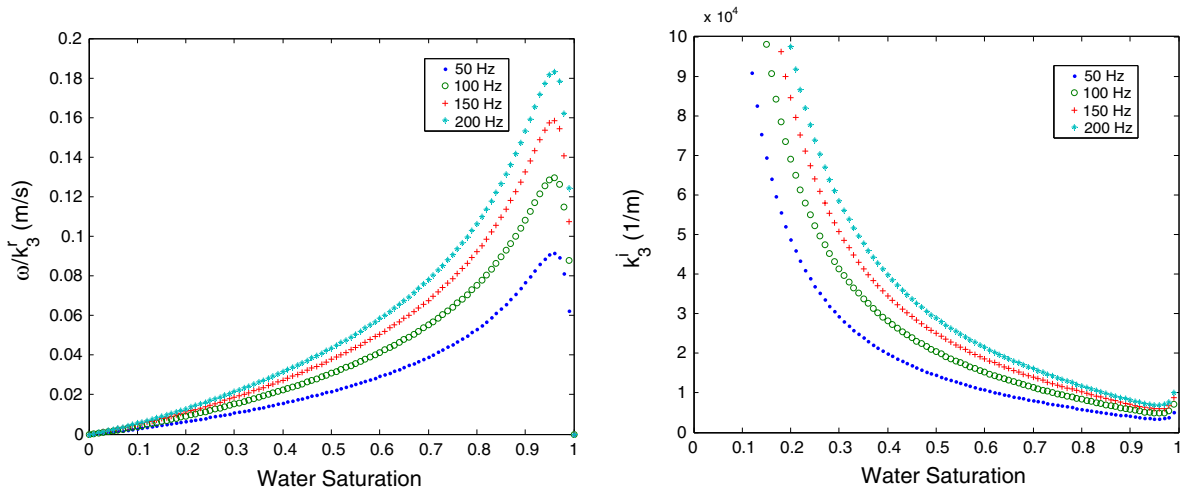 0.2
0.18
0.16
0.14
0.12
0.1
0.08
0.06
0.04
0.02
0
ω/k₃ʳ (m/s)
50 Hz
100 Hz
150 Hz
200 Hz
0 0.1 0.2 0.3 0.4 0.5 0.6 0.7 0.8 0.9 1
Water Saturation
x 10⁴
10
9
8
7
6
5
4
3
2
1
0
k₃ⁱ (1/m)
50 Hz
100 Hz
150 Hz
200 Hz
0 0.1 0.2 0.3 0.4 0.5 0.6 0.7 0.8 0.9 1
Water Saturation